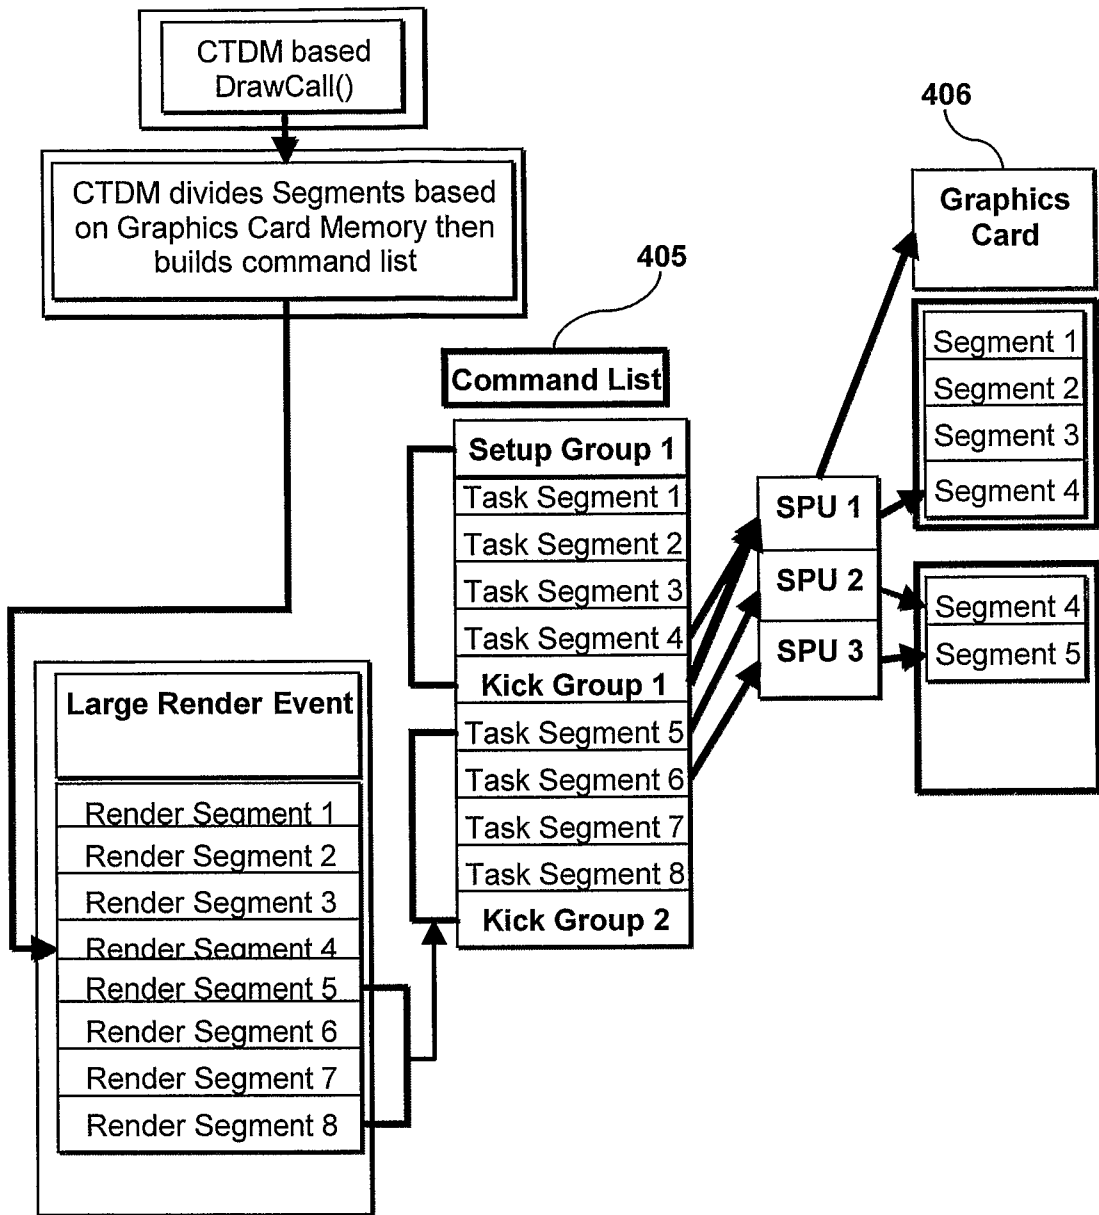 CTDM based
DrawCall()
CTDM divides Segments based
on Graphics Card Memory then
builds command list
Large Render Event
Render Segment 1
Render Segment 2
Render Segment 3
Render Segment 4
Render Segment 5
Render Segment 6
Render Segment 7
Render Segment 8
405
Command List
Setup Group 1
Task Segment 1
Task Segment 2
Task Segment 3
Task Segment 4
Kick Group 1
Task Segment 5
Task Segment 6
Task Segment 7
Task Segment 8
Kick Group 2
SPU 1
SPU 2
SPU 3
406
Graphics
Card
Segment 1
Segment 2
Segment 3
Segment 4
Segment 4
Segment 5